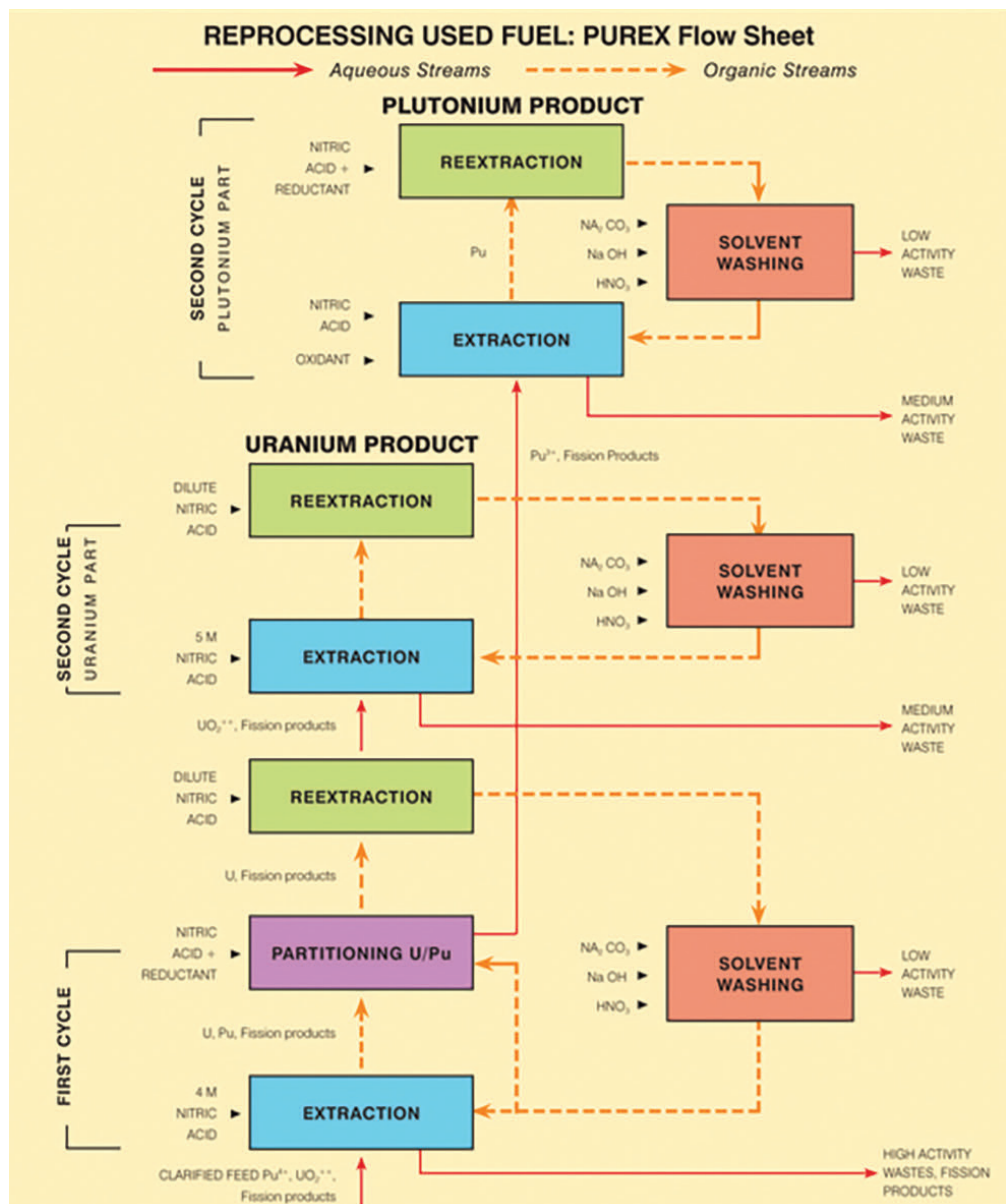 REPROCESSING USED FUEL: PUREX Flow Sheet
Aqueous Streams
Organic Streams
PLUTONIUM PRODUCT
SECOND CYCLE
PLUTONIUM PART
NITRIC
ACID +
REDUCTANT
REEXTRACTION
NA₂ CO₃
Na OH
HNO₃
SOLVENT
WASHING
LOW
ACTIVITY
WASTE
Pu
NITRIC
ACID
OXIDANT
EXTRACTION
MEDIUM
ACTIVITY
WASTE
Pu³⁺, Fission Products
URANIUM PRODUCT
SECOND CYCLE
URANIUM PART
DILUTE
NITRIC
ACID
REEXTRACTION
NA₂ CO₃
Na OH
HNO₃
SOLVENT
WASHING
LOW
ACTIVITY
WASTE
5 M
NITRIC
ACID
EXTRACTION
MEDIUM
ACTIVITY
WASTE
UO₂⁺⁺, Fission products
DILUTE
NITRIC
ACID
REEXTRACTION
U, Fission products
FIRST CYCLE
NITRIC
ACID +
REDUCTANT
PARTITIONING U/Pu
NA₂ CO₃
Na OH
HNO₃
SOLVENT
WASHING
LOW
ACTIVITY
WASTE
U, Pu, Fission products
4 M
NITRIC
ACID
EXTRACTION
CLARIFIED FEED Pu⁴⁺, UO₂⁺⁺,
Fission products
HIGH ACTIVITY
WASTES, FISSION
PRODUCTS